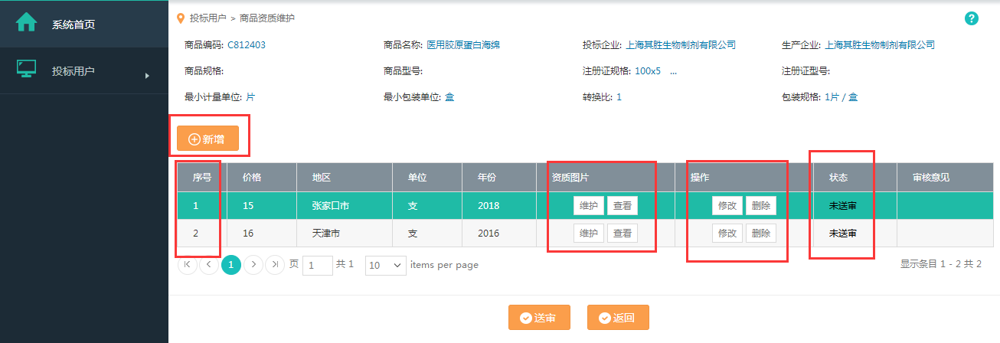 系统首页
投标用户
投标用户 > 商品资质维护
?
商品编码: C812403 商品名称: 医用胶原蛋白海绵 投标企业: 上海其胜生物制剂有限公司 生产企业: 上海其胜生物制剂有限公司
商品规格: 商品型号: 注册证规格: 100x5 ... 注册证型号:
最小计量单位: 片 最小包装单位: 盒 转换比: 1 包装规格: 1片 / 盒
新增
序号 价格 地区 单位 年份 资质图片 操作 状态 审核意见
1 15 张家口市 支 2018 维护 查看 修改 删除 未送审
2 16 天津市 支 2016 维护 查看 修改 删除 未送审
1 页 1 共 1 10 items per page 显示条目 1 - 2 共 2
送审 返回